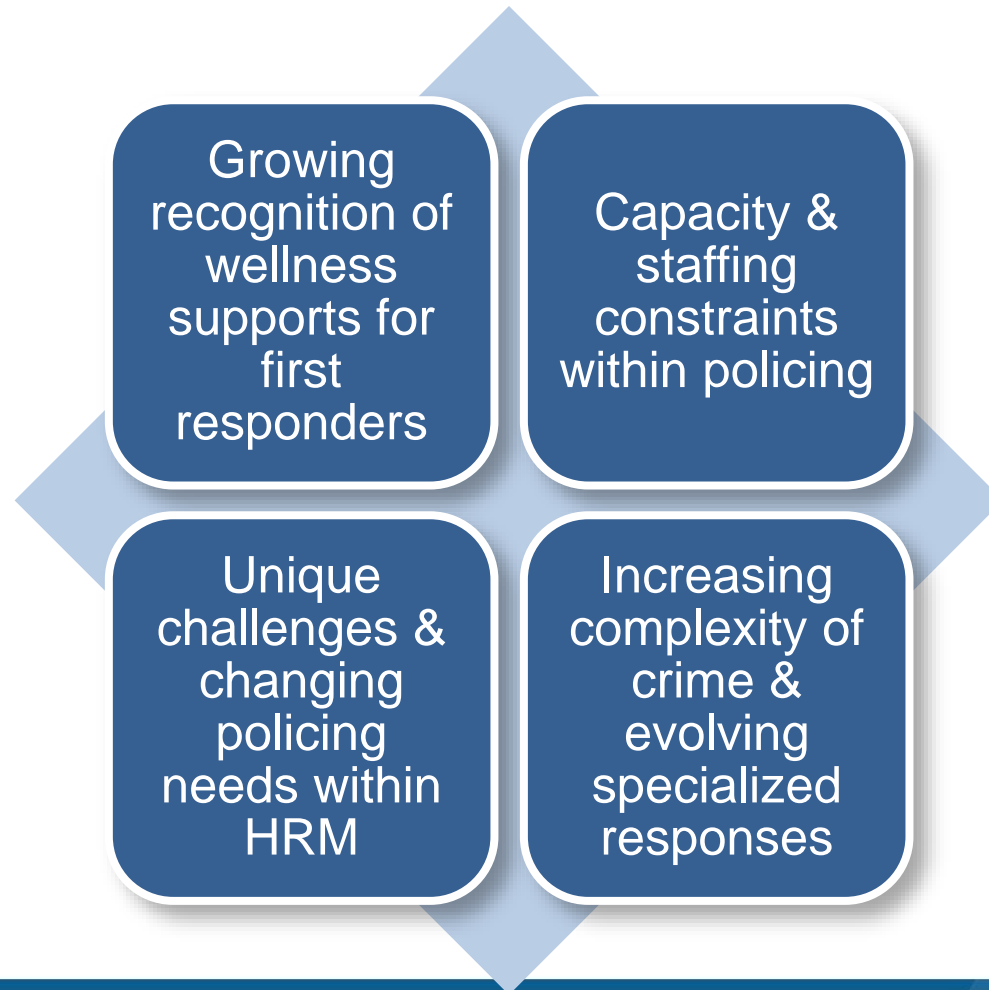 Growing
recognition of
wellness
supports for
first
responders
Capacity &
staffing
constraints
within policing
Unique
challenges &
changing
policing
needs within
HRM
Increasing
complexity of
crime &
evolving
specialized
responses